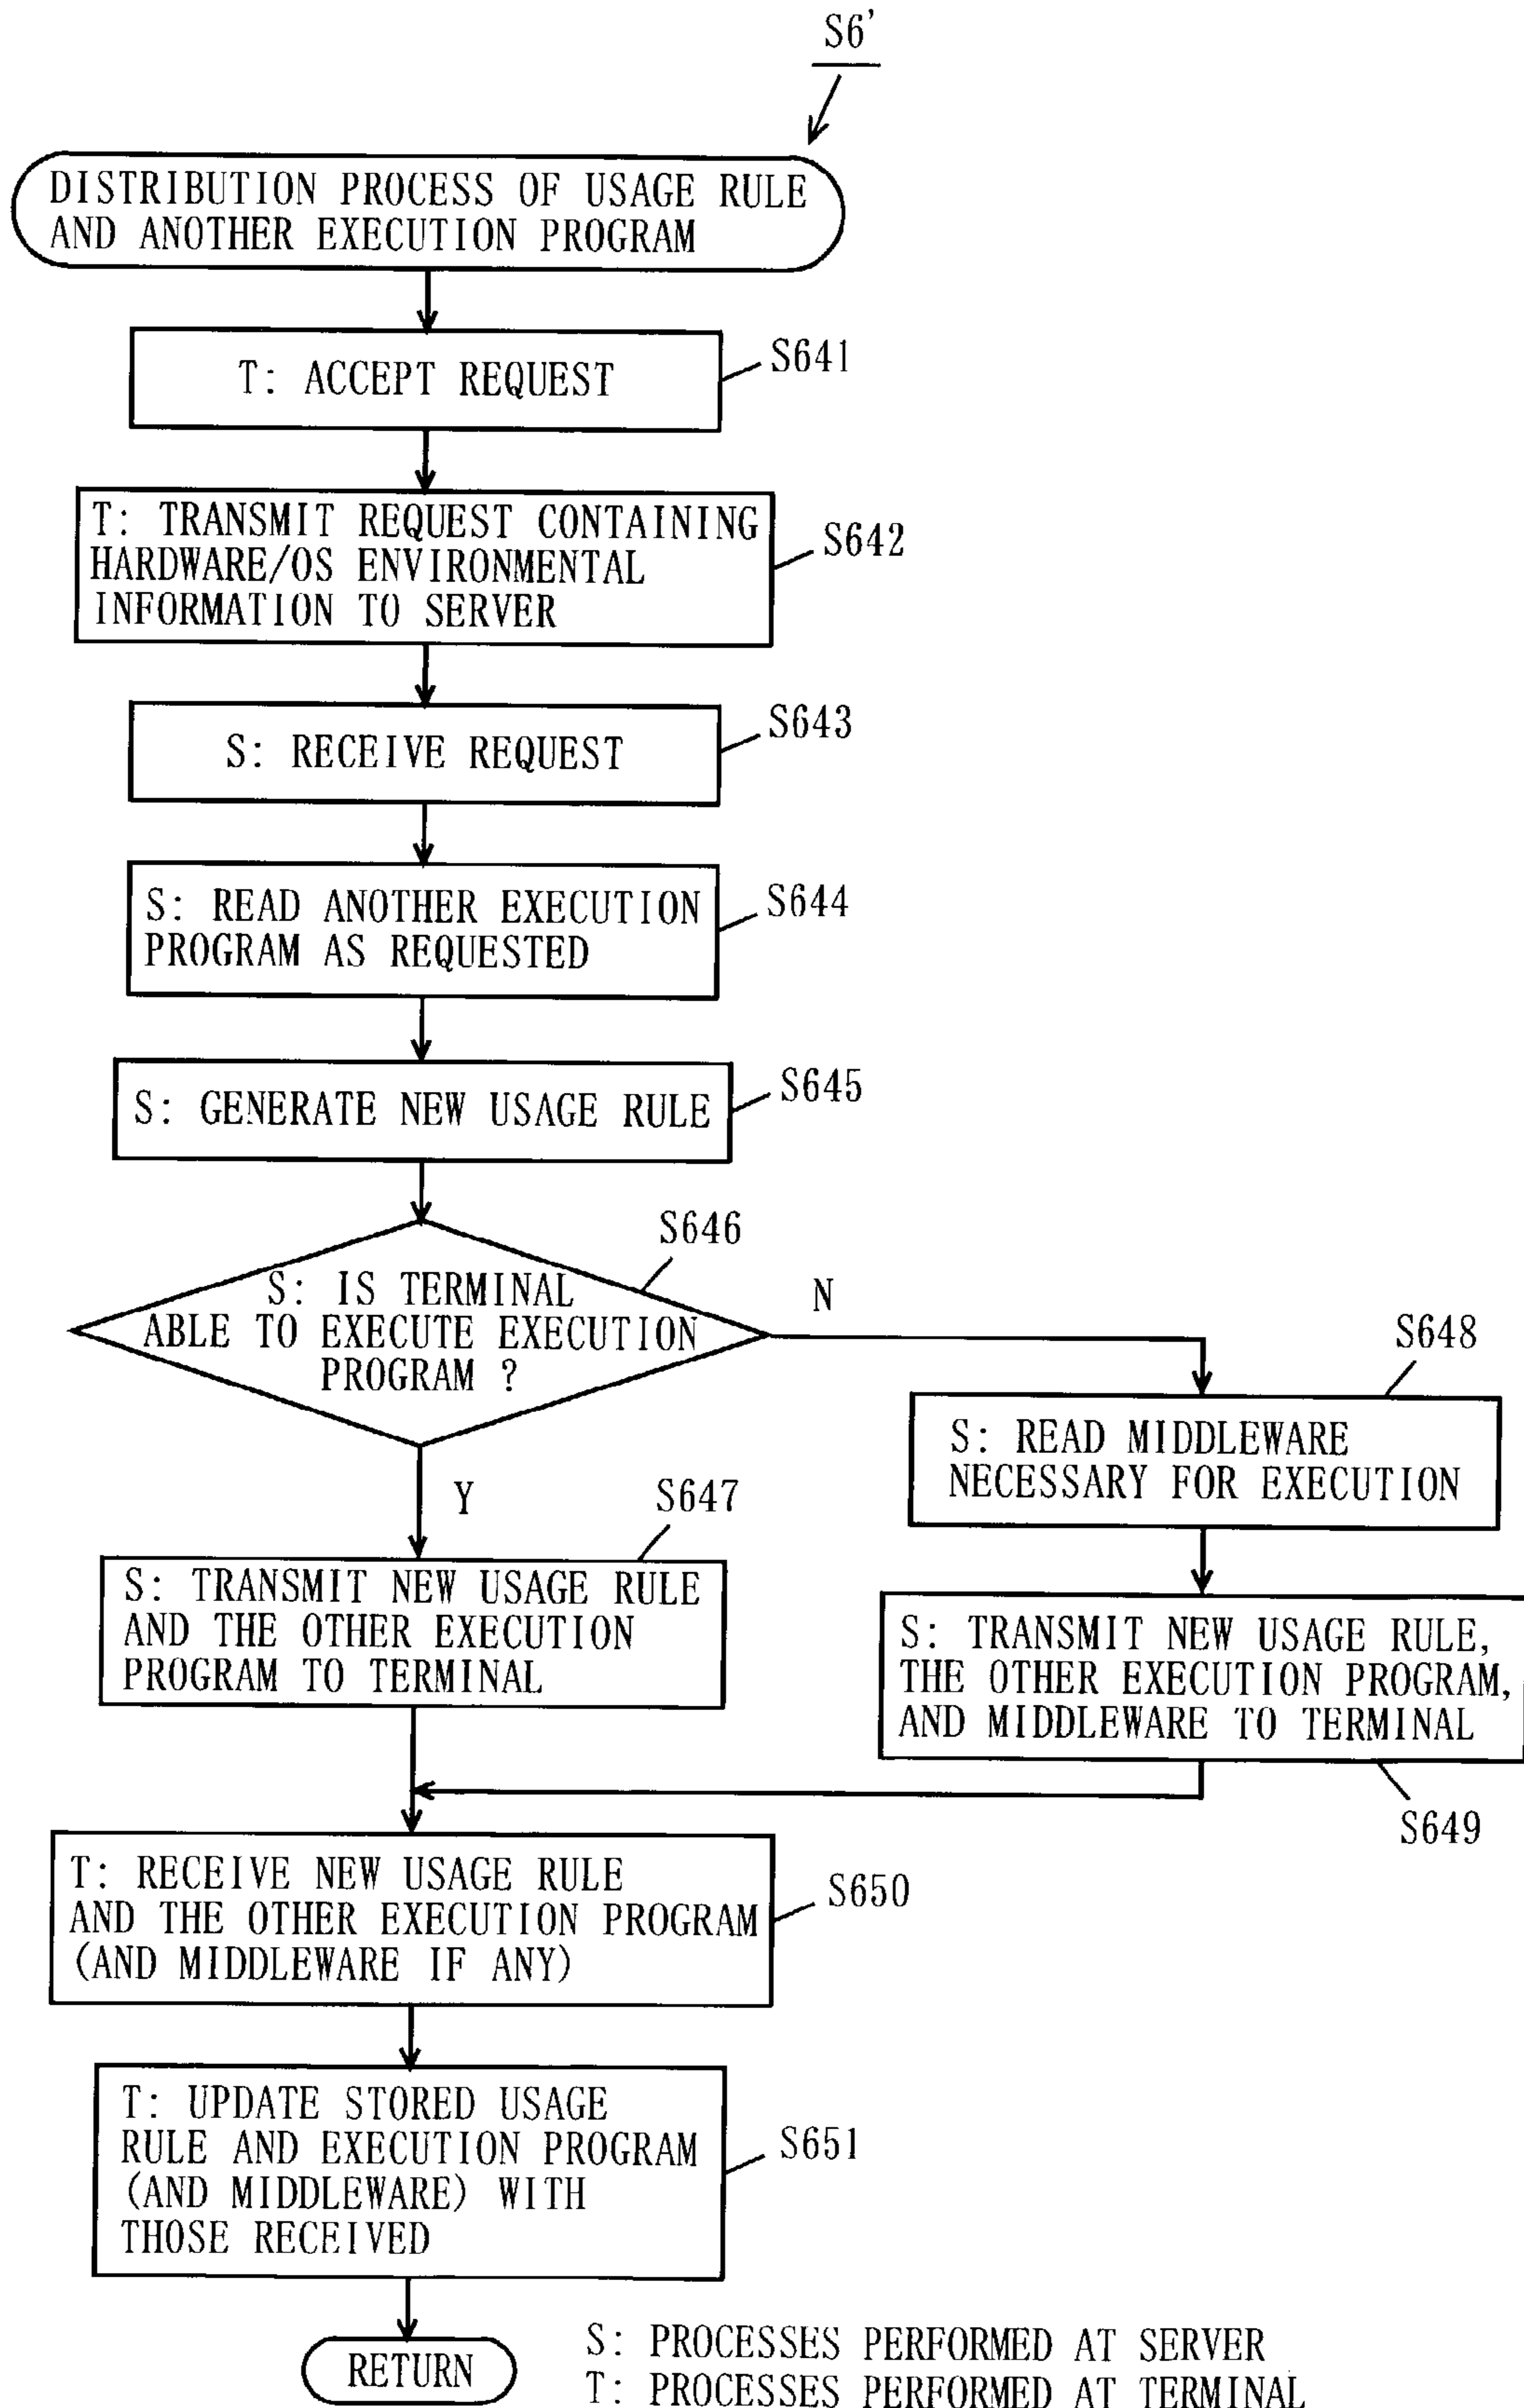 S6'
DISTRIBUTION PROCESS OF USAGE RULE
AND ANOTHER EXECUTION PROGRAM
T: ACCEPT REQUEST
S641
T: TRANSMIT REQUEST CONTAINING
HARDWARE/OS ENVIRONMENTAL
INFORMATION TO SERVER
S642
S: RECEIVE REQUEST
S643
S: READ ANOTHER EXECUTION
PROGRAM AS REQUESTED
S644
S: GENERATE NEW USAGE RULE
S645
S646
S: IS TERMINAL
ABLE TO EXECUTE EXECUTION
PROGRAM ?
N
Y
S648
S: READ MIDDLEWARE
NECESSARY FOR EXECUTION
S647
S: TRANSMIT NEW USAGE RULE
AND THE OTHER EXECUTION
PROGRAM TO TERMINAL
S: TRANSMIT NEW USAGE RULE,
THE OTHER EXECUTION PROGRAM,
AND MIDDLEWARE TO TERMINAL
S649
T: RECEIVE NEW USAGE RULE
AND THE OTHER EXECUTION PROGRAM
(AND MIDDLEWARE IF ANY)
S650
T: UPDATE STORED USAGE
RULE AND EXECUTION PROGRAM
(AND MIDDLEWARE) WITH
THOSE RECEIVED
S651
RETURN
S: PROCESSES PERFORMED AT SERVER
T: PROCESSES PERFORMED AT TERMINAL